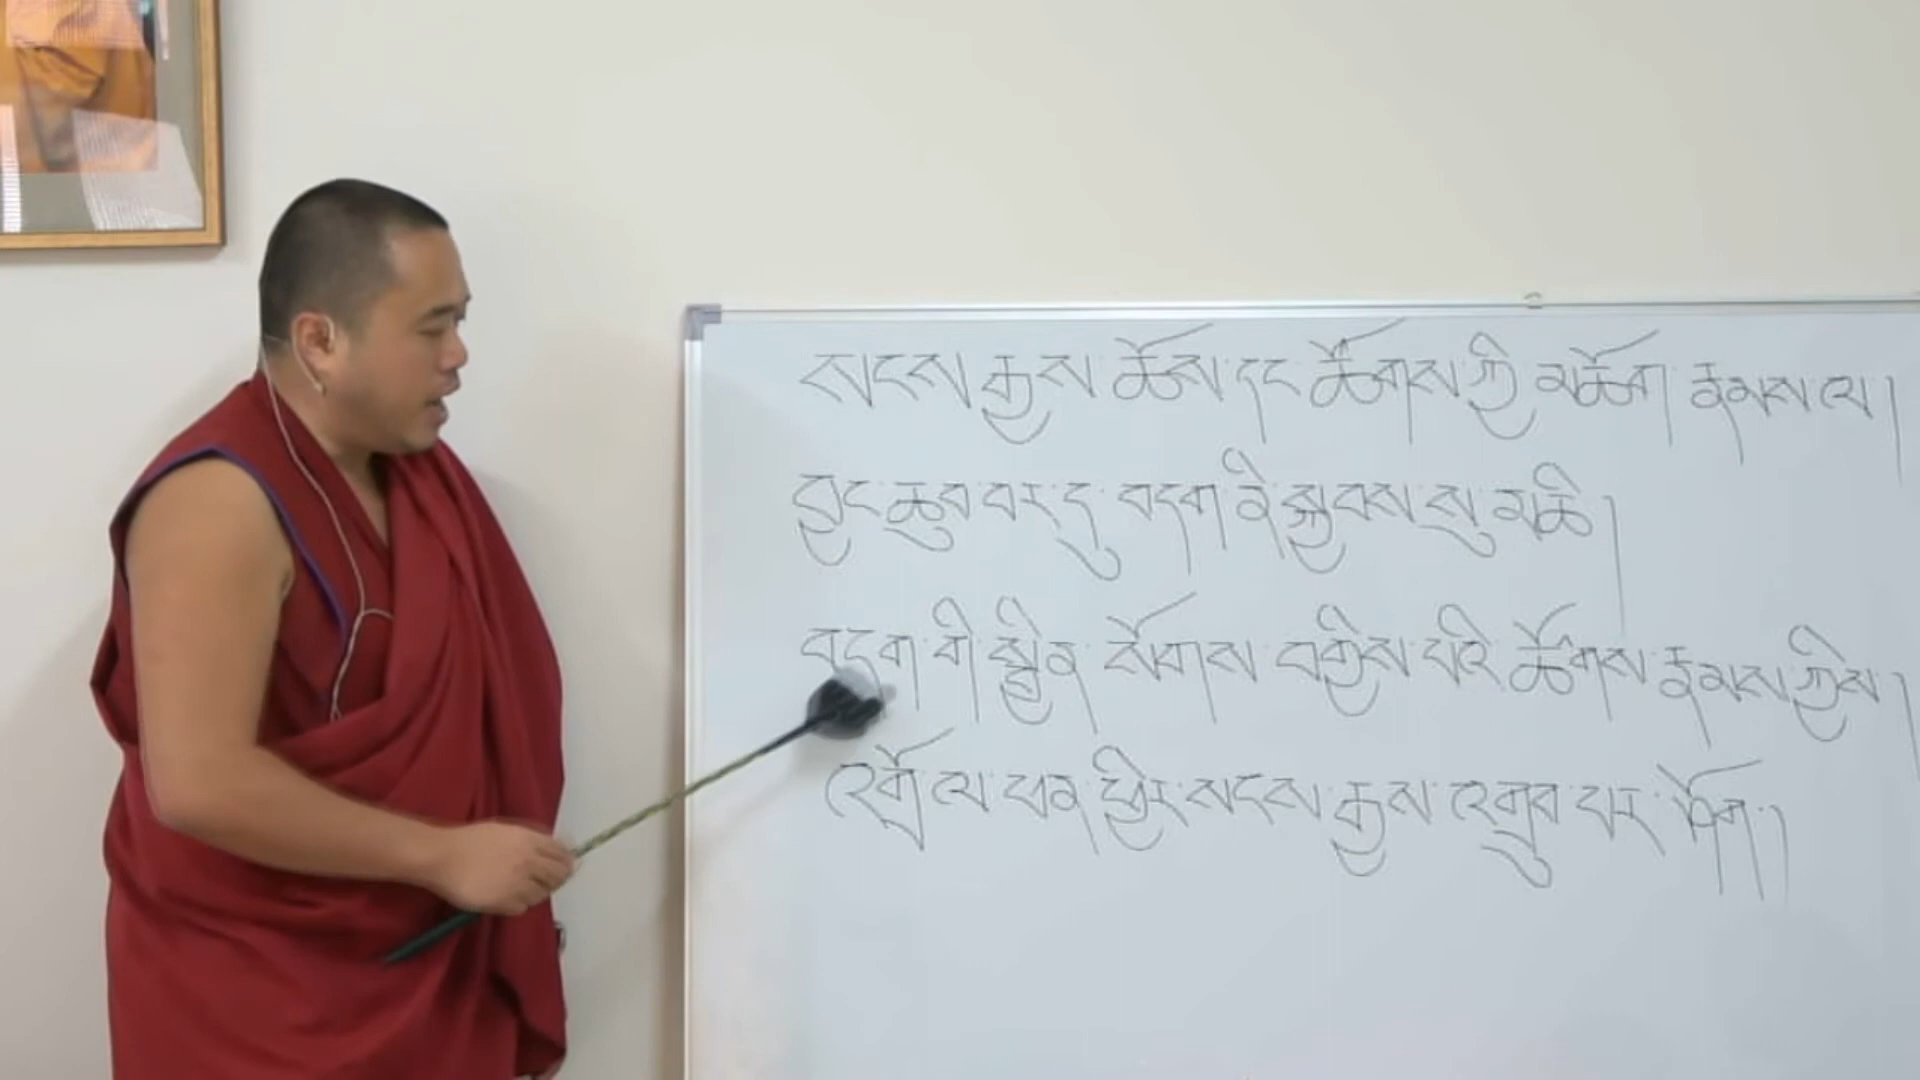 སངས་རྒྱས་ཆོས་དང་ཚོགས་ཀྱི་མཆོག་རྣམས་ལ།
བྱང་ཆུབ་བར་དུ་བདག་ནི་སྐྱབས་སུ་མཆི།
བདག་གི་སྦྱིན་སོགས་བགྱིས་པའི་ཚོགས་རྣམས་ཀྱིས།
འགྲོ་ལ་ཕན་ཕྱིར་སངས་རྒྱས་འགྲུབ་པར་ཤོག།